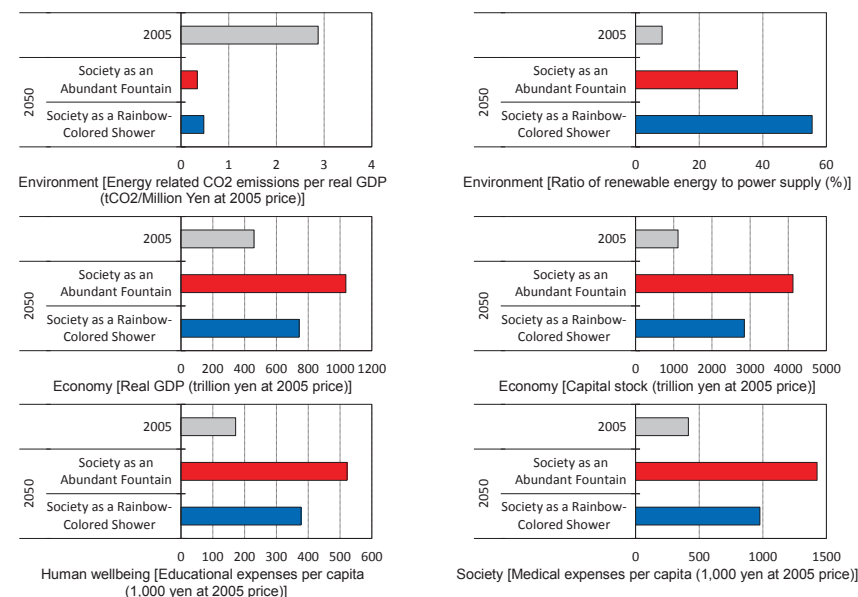 2005
2050
Society as an
Abundant Fountain
Society as a Rainbow-
Colored Shower
0 1 2 3 4
Environment [Energy related CO2 emissions per real GDP
(tCO2/Million Yen at 2005 price)]
2005
2050
Society as an
Abundant Fountain
Society as a Rainbow-
Colored Shower
0 20 40 60
Environment [Ratio of renewable energy to power supply (%)]
2005
2050
Society as an
Abundant Fountain
Society as a Rainbow-
Colored Shower
0 200 400 600 800 1000 1200
Economy [Real GDP (trillion yen at 2005 price)]
2005
2050
Society as an
Abundant Fountain
Society as a Rainbow-
Colored Shower
0 1000 2000 3000 4000 5000
Economy [Capital stock (trillion yen at 2005 price)]
2005
2050
Society as an
Abundant Fountain
Society as a Rainbow-
Colored Shower
0 100 200 300 400 500 600
Human wellbeing [Educational expenses per capita
(1,000 yen at 2005 price)]
2005
2050
Society as an
Abundant Fountain
Society as a Rainbow-
Colored Shower
0 500 1000 1500
Society [Medical expenses per capita (1,000 yen at 2005 price)]